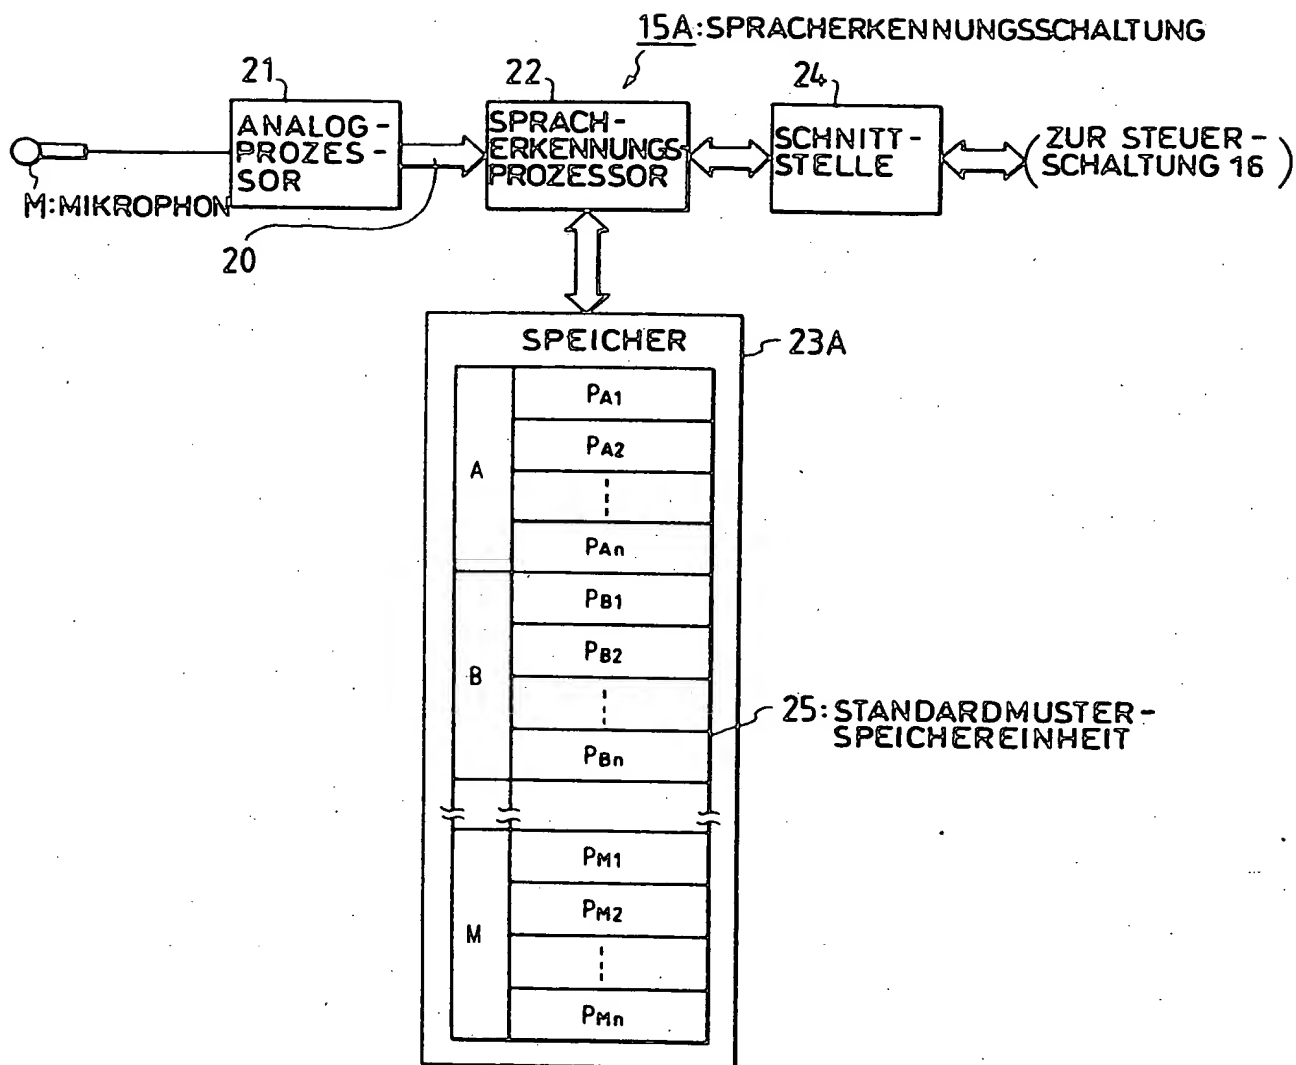 15A:SPRACHERKENNUNGSSCHALTUNG
21
22
24
ANALOG-
PROZES-
SOR
SPRACH-
ERKENNUNGS
PROZESSOR
SCHNITT-
STELLE
(ZUR STEUER-
SCHALTUNG 16)
M:MIKROPHON
20
SPEICHER
23A
A
PA1
PA2
PAn
B
PB1
PB2
PBn
25:STANDARDMUSTER-
SPEICHEREINHEIT
M
PM1
PM2
PMn